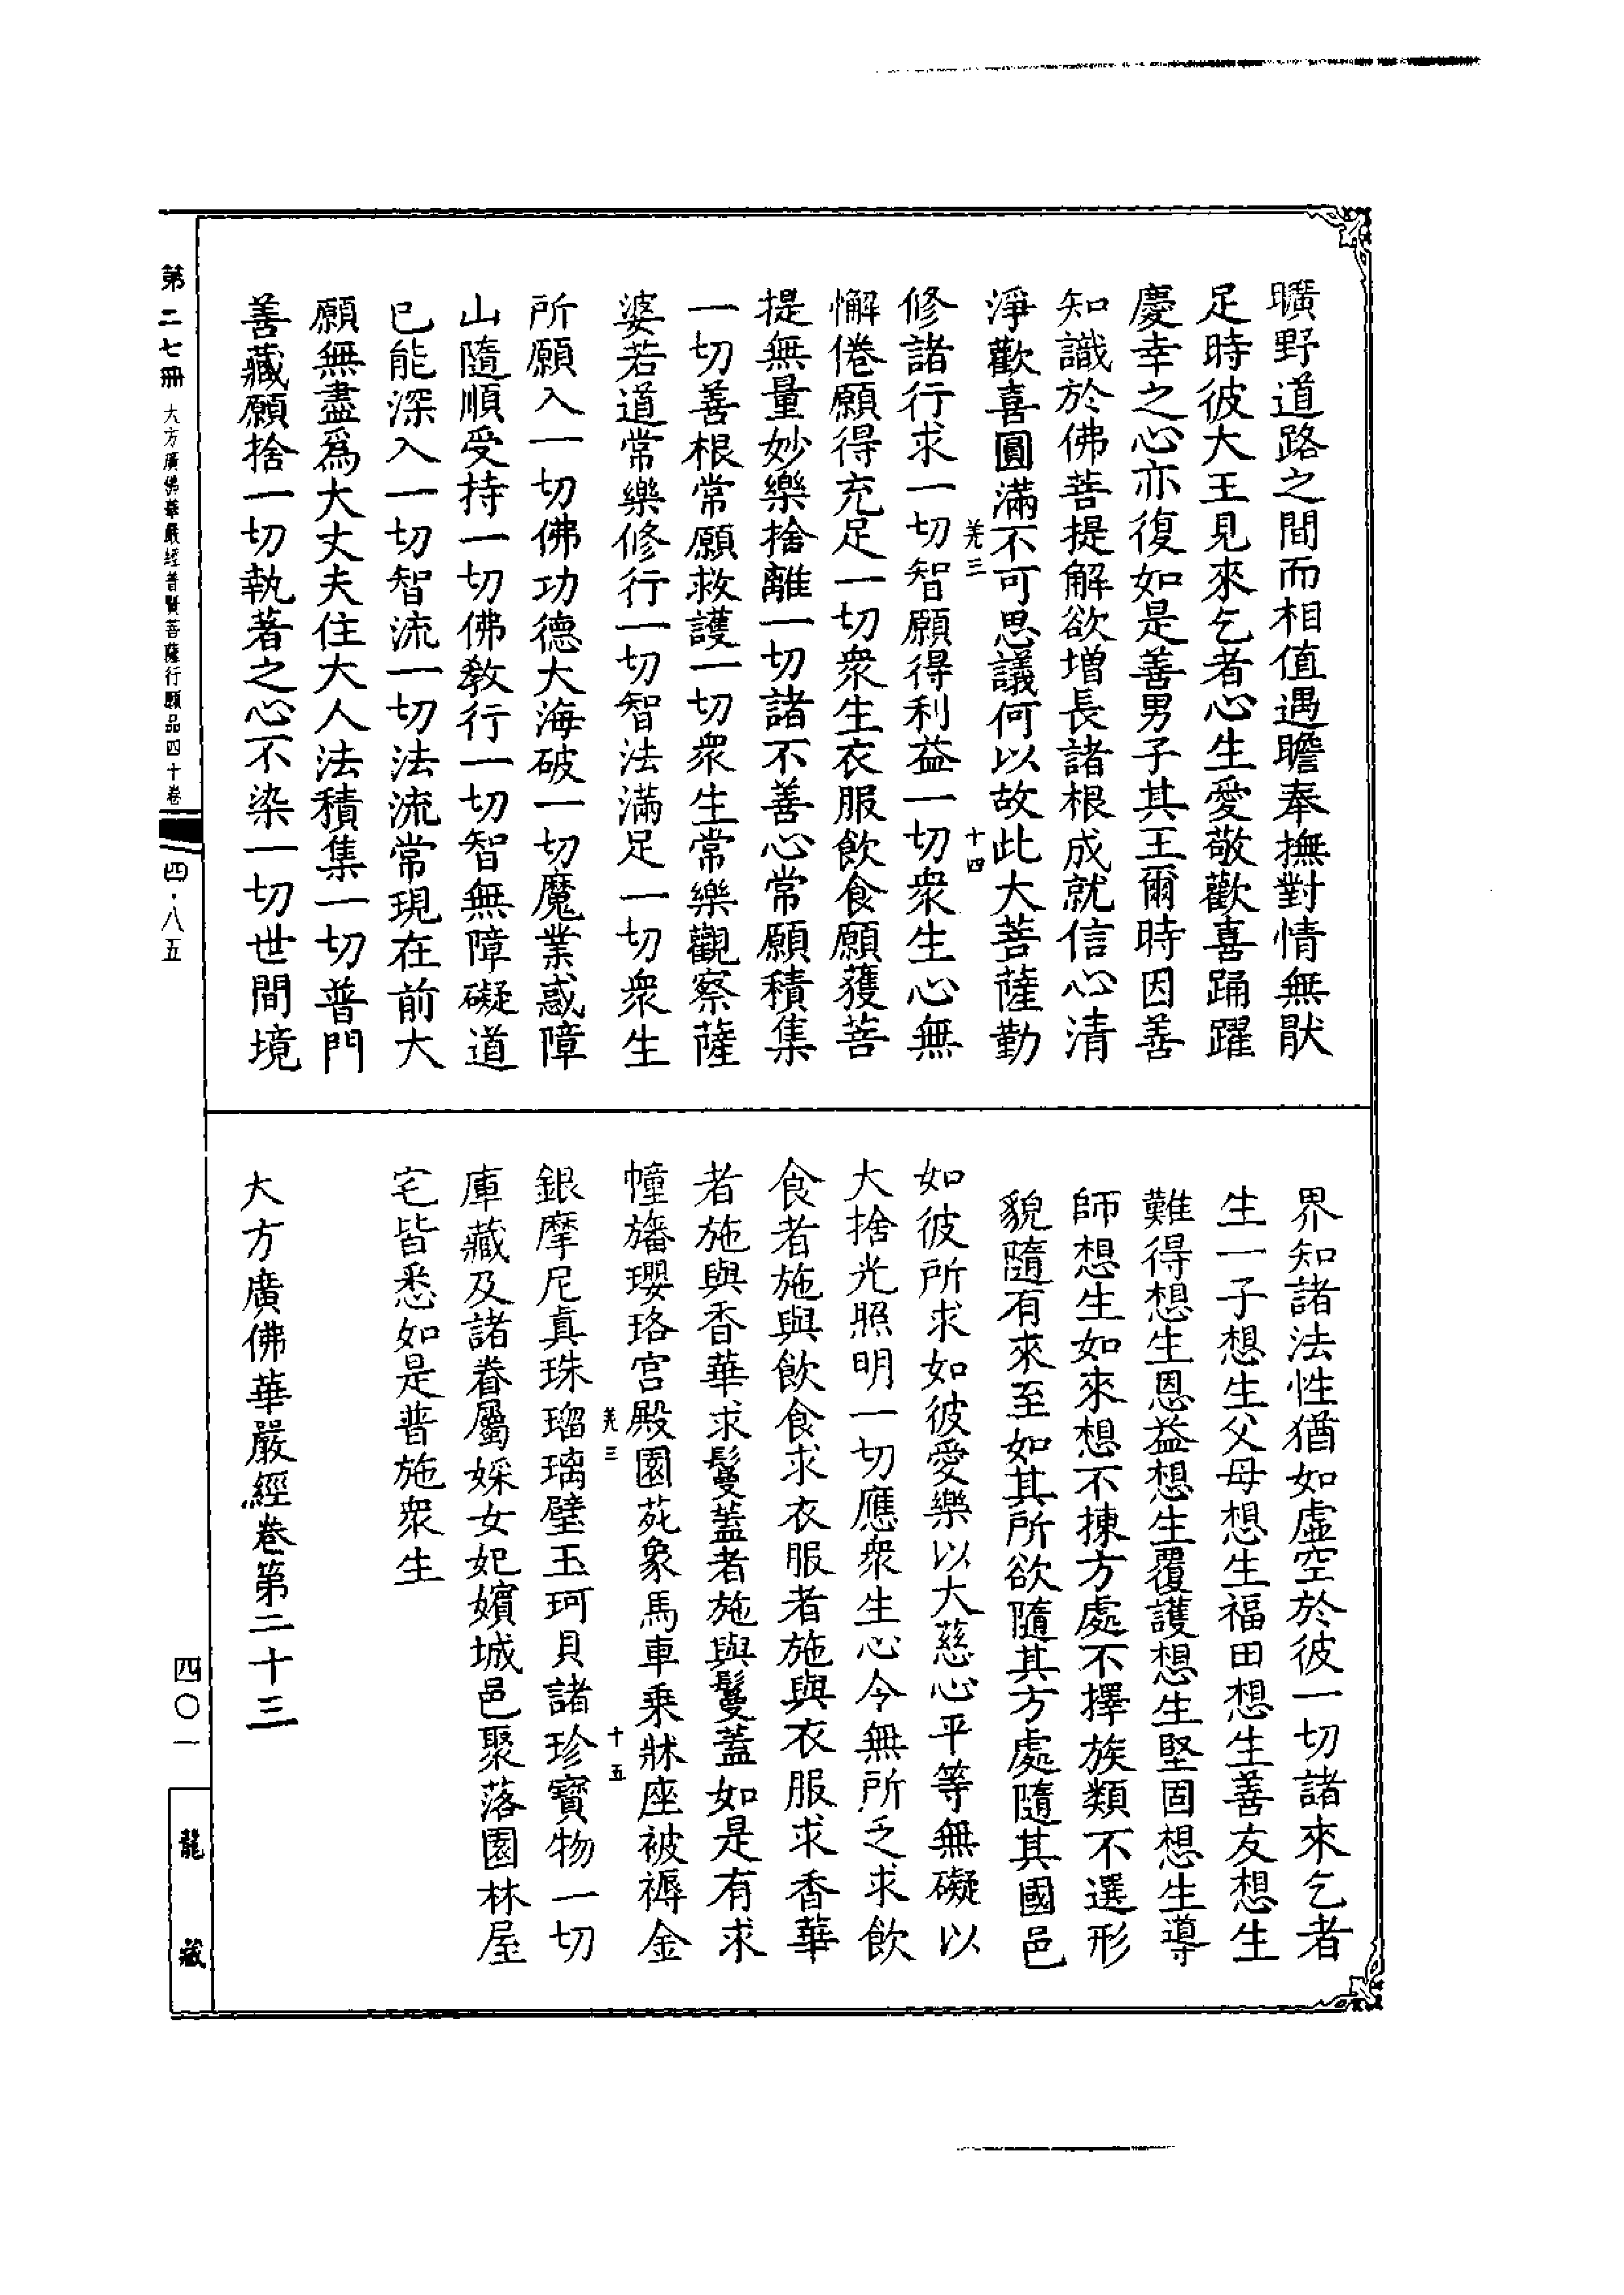 曠野道路之間而相值遇瞻奉撫對情無猒
足時彼大王見來乞者心生愛敬歡喜踊躍
慶幸之心亦復如是善男子其王爾時因善
知識於佛菩提解欲增長諸根成就信心清
淨歡喜圓滿不可思議何以故此大菩薩勤
羌三　十四
修諸行求一切智願得利益一切衆生心無
懈倦願得充足一切衆生衣服飲食願獲菩
提無量妙樂捨離一切諸不善心常願積集
一切善根常願救護一切衆生常樂觀察薩
婆若道常樂修行一切智法滿足一切衆生
所願入一切佛功德大海破一切魔業惑障
山隨順受持一切佛教行一切智無障礙道
已能深入一切智流一切法流常現在前大
願無盡爲大丈夫住大人法積集一切普門
善藏願捨一切執著之心不染一切世間境
界知諸法性猶如虛空於彼一切諸來乞者
生一子想生父母想生福田想生善友想生
難得想生恩益想生覆護想生堅固想生導
師想生如來想不揀方處不擇族類不選形
貌隨有來至如其所欲隨其方處隨其國邑
如彼所求如彼愛樂以大慈心平等無礙以
大捨光照明一切應衆生心今無所乏求飲
食者施與飲食求衣服者施與衣服求香華
者施與香華求鬘蓋者施與鬘蓋如是有求
幢旛瓔珞宮殿園苑象馬車乘牀座被褥金
羌三　十五
銀摩尼真珠瑠璃璧玉珂貝諸珍寶物一切
庫藏及諸眷屬婇女妃嬪城邑聚落園林屋
宅皆悉如是普施衆生
大方廣佛華嚴經卷第二十三
第二七冊　大方廣佛華嚴經普賢菩薩行願品四十卷　四·八五
四〇一
龍藏